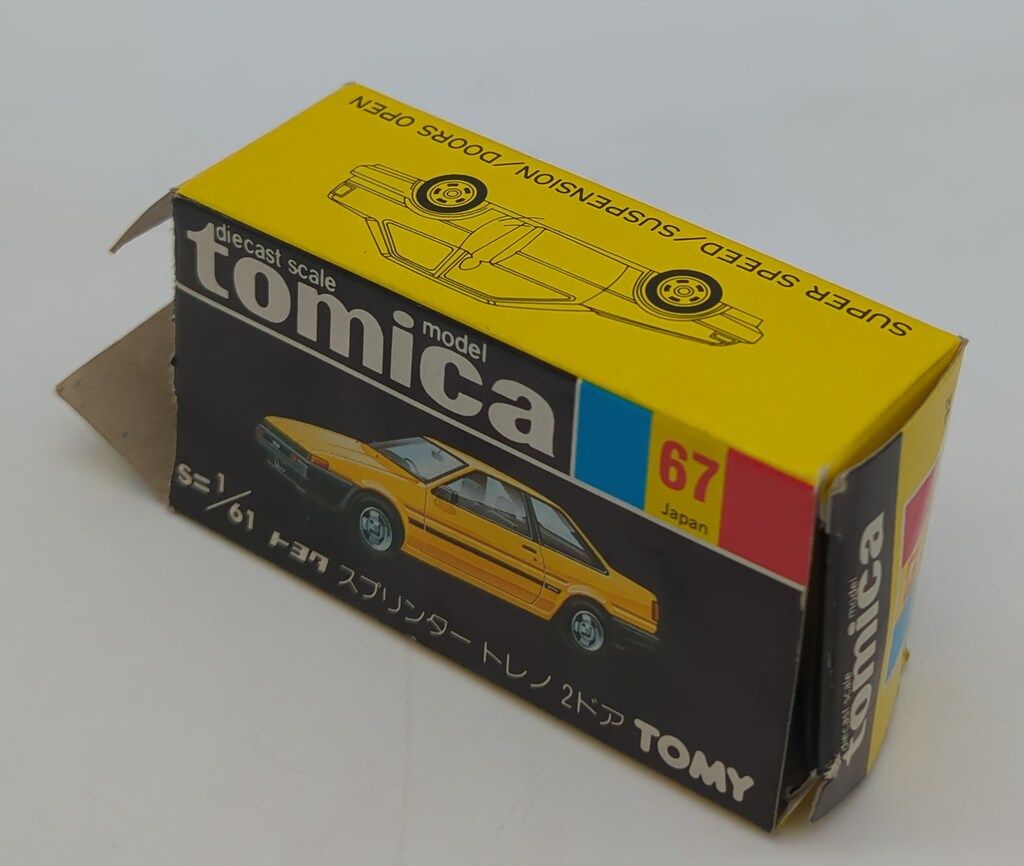 SUPER SPEED/SUSPENSION/DOORS OPEN
diecast scale
tomica
model
67
Japan
S=1/61 トヨタ スプリンター トレノ 2ドア TOMY
diecast scale model
tomica